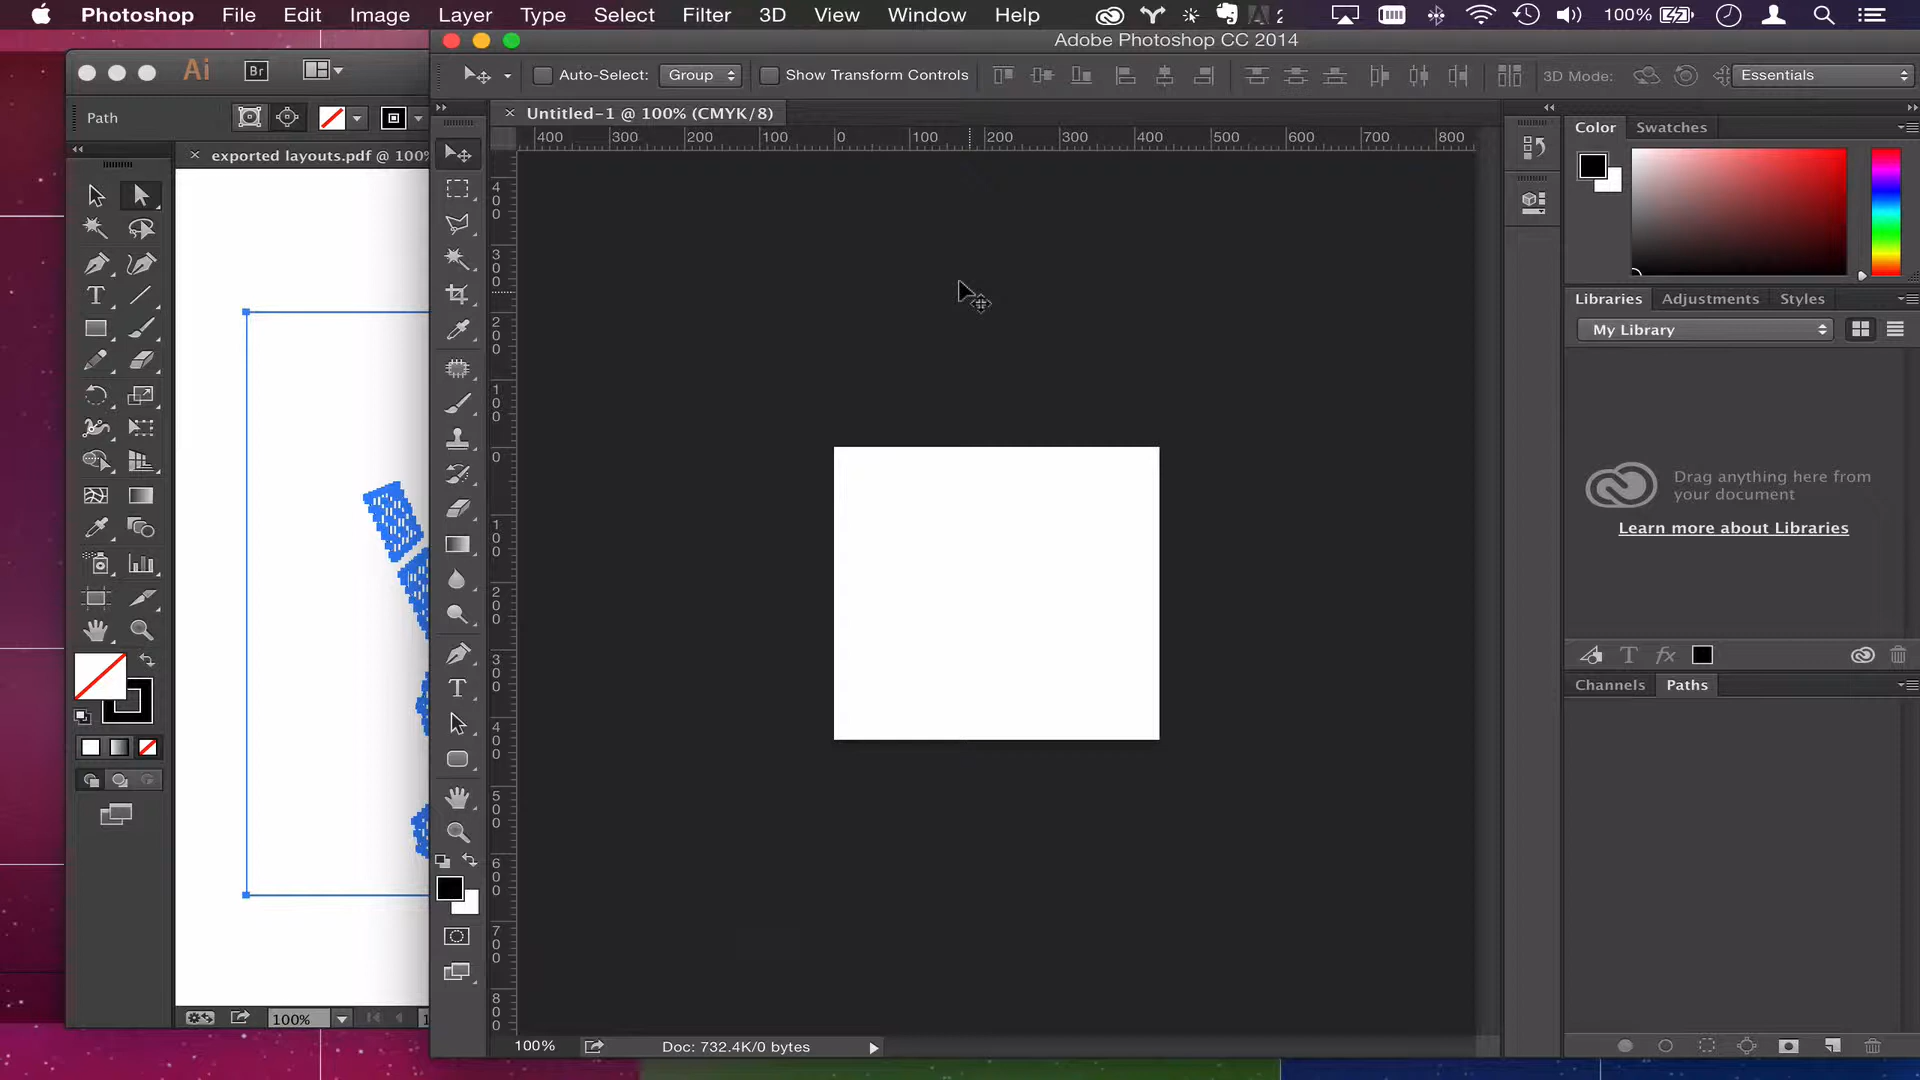 Photoshop File Edit Image Layer Type Select Filter 3D View Window Help 100%
Adobe Photoshop CC 2014
Ai Br
Auto-Select: Group Show Transform Controls 3D Mode: Essentials
Path
× Untitled-1 @ 100% (CMYK/8)
× exported layouts.pdf @ 100%
400 300 200 100 0 100 200 300 400 500 600 700 800
400
300
200
100
0
100
200
300
400
500
600
700
800
Color Swatches
Libraries Adjustments Styles
My Library
Drag anything here from
your document
Learn more about Libraries
T fx
Channels Paths
100%
100% Doc: 732.4K/0 bytes